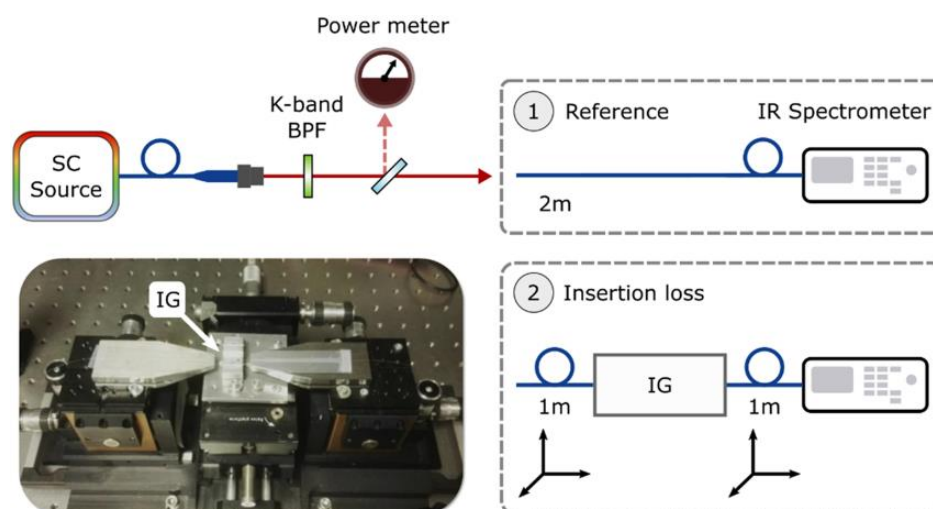 Power meter
K-band
BPF
SC
Source
1 Reference IR Spectrometer
2m
IG
2 Insertion loss
IG
1m 1m